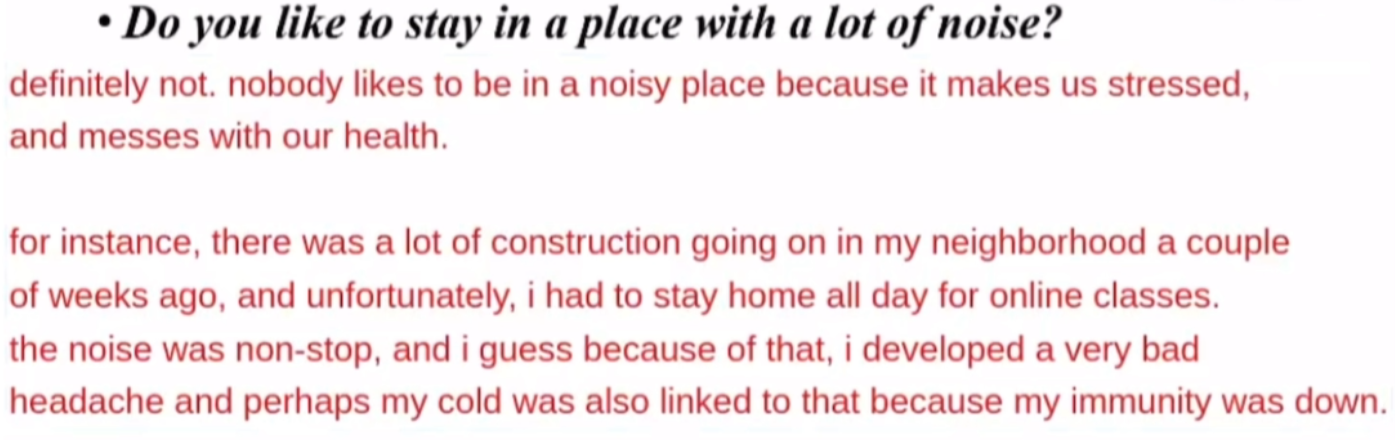 • Do you like to stay in a place with a lot of noise?
definitely not. nobody likes to be in a noisy place because it makes us stressed,
and messes with our health.
for instance, there was a lot of construction going on in my neighborhood a couple
of weeks ago, and unfortunately, i had to stay home all day for online classes.
the noise was non-stop, and i guess because of that, i developed a very bad
headache and perhaps my cold was also linked to that because my immunity was down.